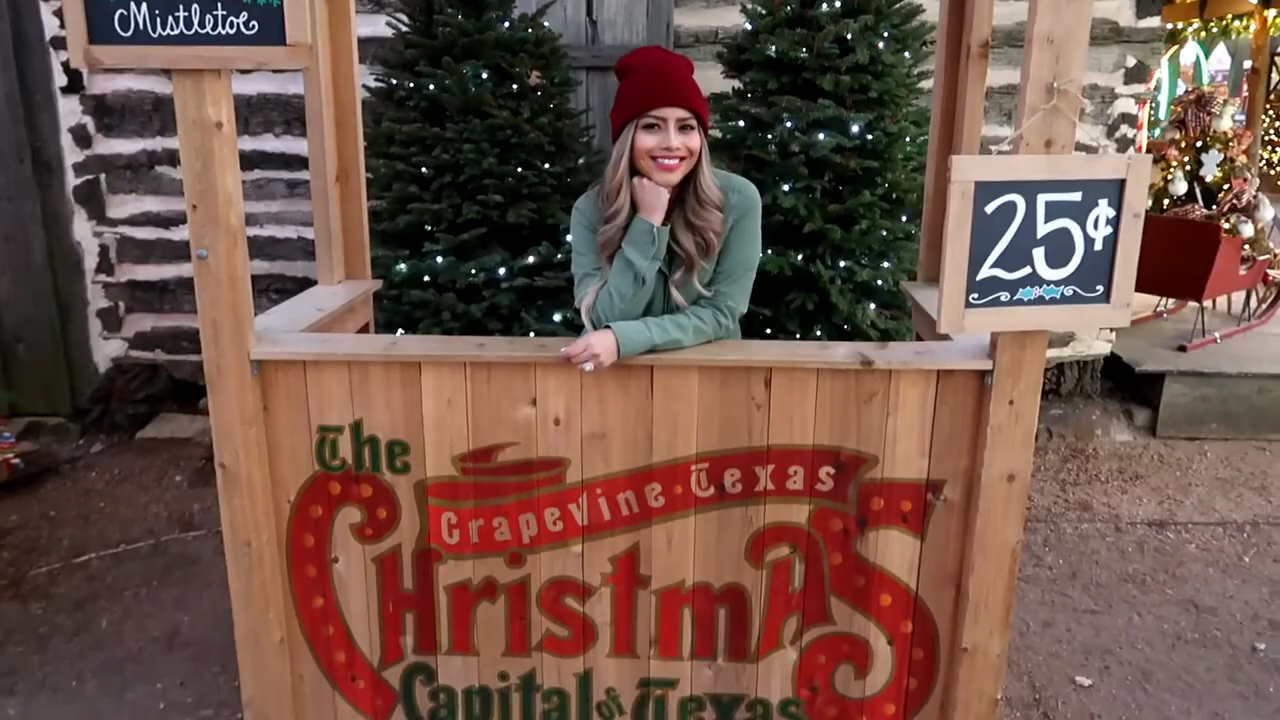 Mistletoe
25¢
The
Grapevine·Texas
Christmas
Capital of Texas